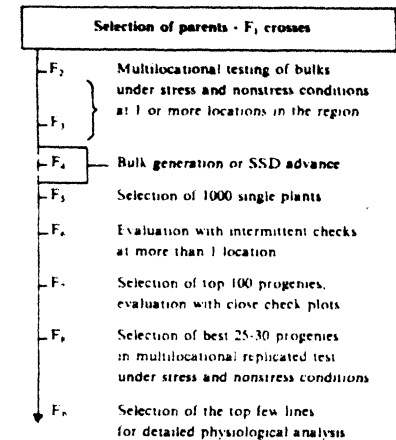 Selection of parents - F₁ crosses
F₂ Multilocational testing of bulks
under stress and nonstress conditions
F₃ at 1 or more locations in the region
F₄ Bulk generation or SSD advance
F₅ Selection of 1000 single plants
F₆ Evaluation with intermittent checks
at more than 1 location
F₇ Selection of top 100 progenies,
evaluation with close check plots
F₈ Selection of best 25-30 progenies
in multilocational replicated test
under stress and nonstress conditions
Selection of the top few lines
for detailed physiological analysis